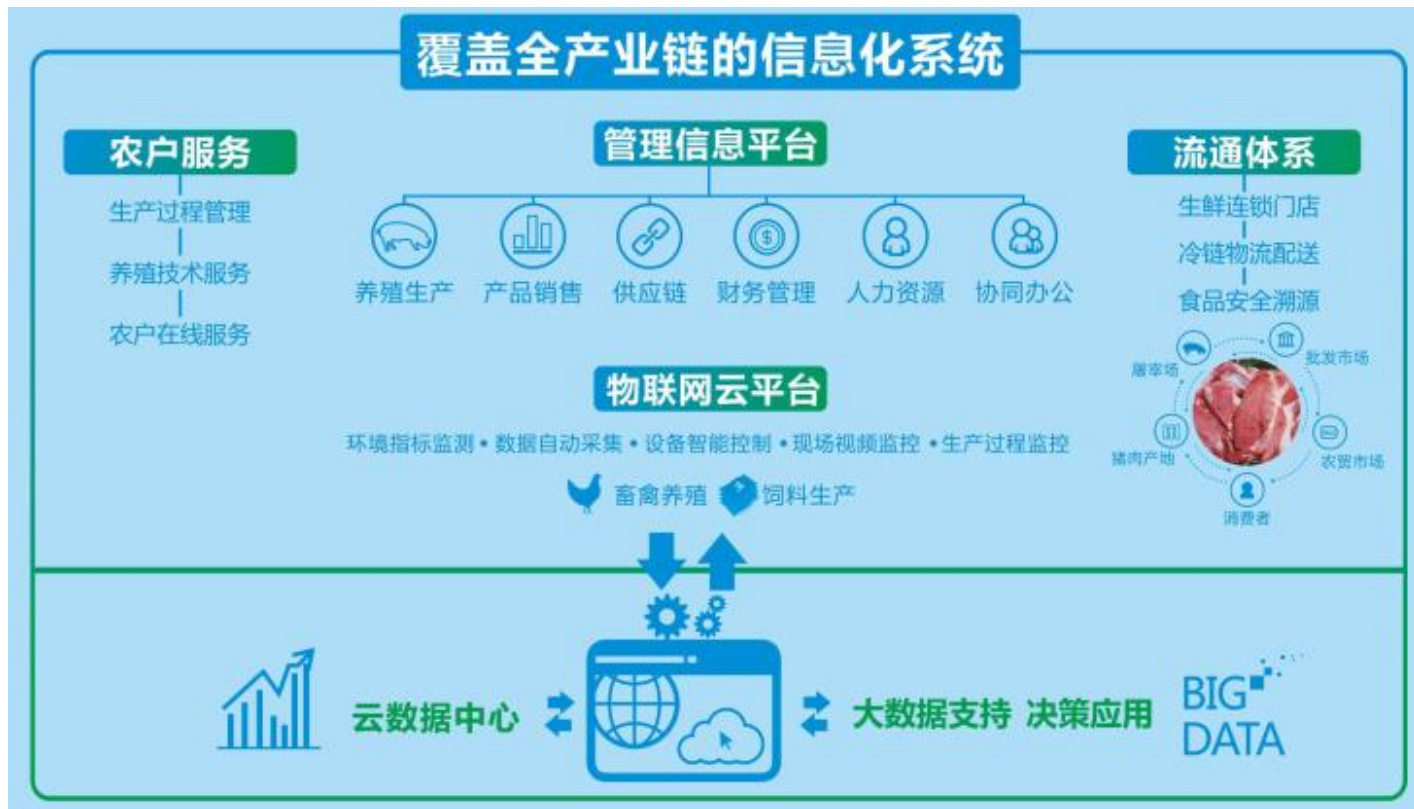 覆盖全产业链的信息化系统
农户服务
生产过程管理
养殖技术服务
农户在线服务
管理信息平台
养殖生产
产品销售
供应链
财务管理
人力资源
协同办公
物联网云平台
环境指标监测•数据自动采集•设备智能控制•现场视频监控•生产过程监控
畜禽养殖
饲料生产
流通体系
生鲜连锁门店
冷链物流配送
食品安全溯源
屠宰场
批发市场
猪肉产地
农贸市场
消费者
云数据中心
大数据支持 决策应用
BIG
DATA